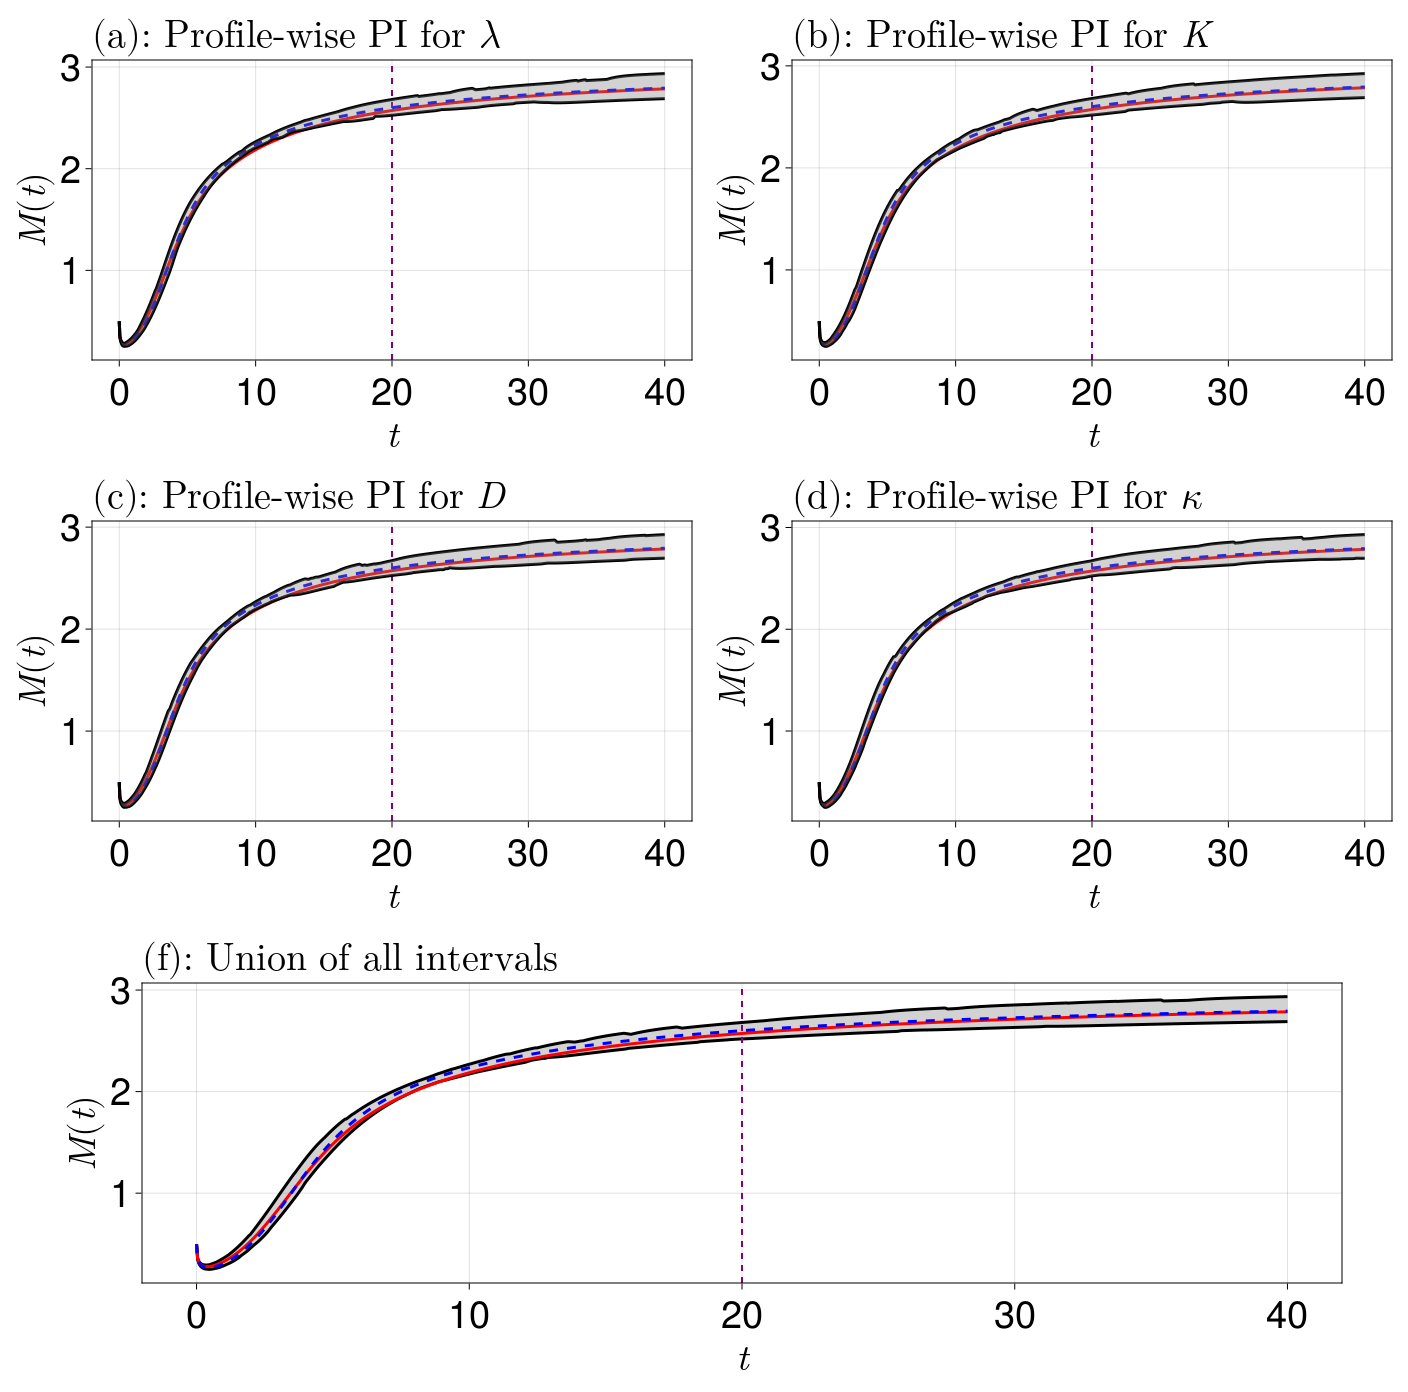 (a): Profile-wise PI for λ
M(t)
3
2
1
0 10 20 30 40
t
(b): Profile-wise PI for K
M(t)
3
2
1
0 10 20 30 40
t
(c): Profile-wise PI for D
M(t)
3
2
1
0 10 20 30 40
t
(d): Profile-wise PI for κ
M(t)
3
2
1
0 10 20 30 40
t
(f): Union of all intervals
M(t)
3
2
1
0 10 20 30 40
t